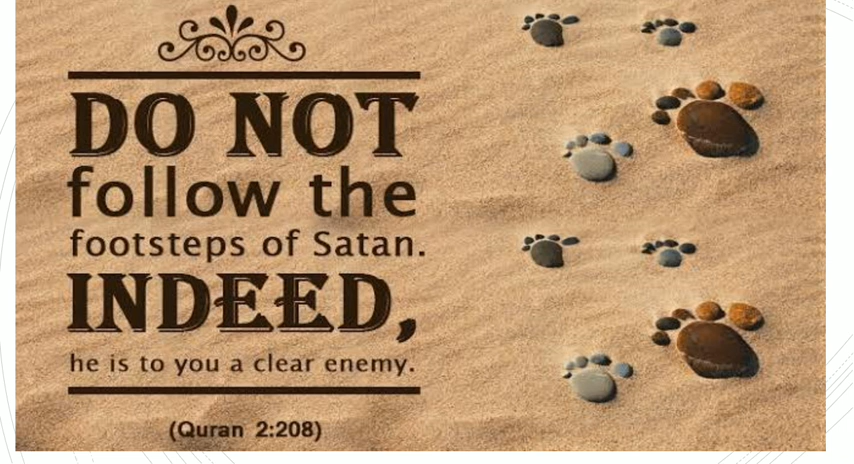 DO NOT
follow the
footsteps of Satan.
INDEED,
he is to you a clear enemy.
(Quran 2:208)